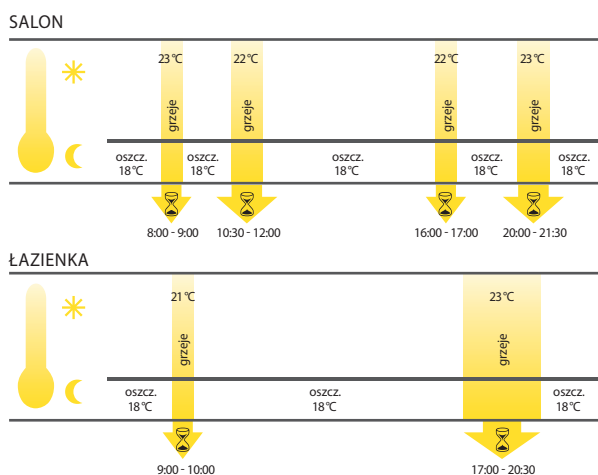 SALON
23°C 22°C 22°C 23°C
grzeje grzeje grzeje grzeje
oszcz. oszcz. oszcz. oszcz. oszcz.
18°C 18°C 18°C 18°C 18°C
8:00 - 9:00 10:30 - 12:00 16:00 - 17:00 20:00 - 21:30
ŁAZIENKA
21°C 23°C
grzeje grzeje
oszcz. oszcz. oszcz.
18°C 18°C 18°C
9:00 - 10:00 17:00 - 20:30